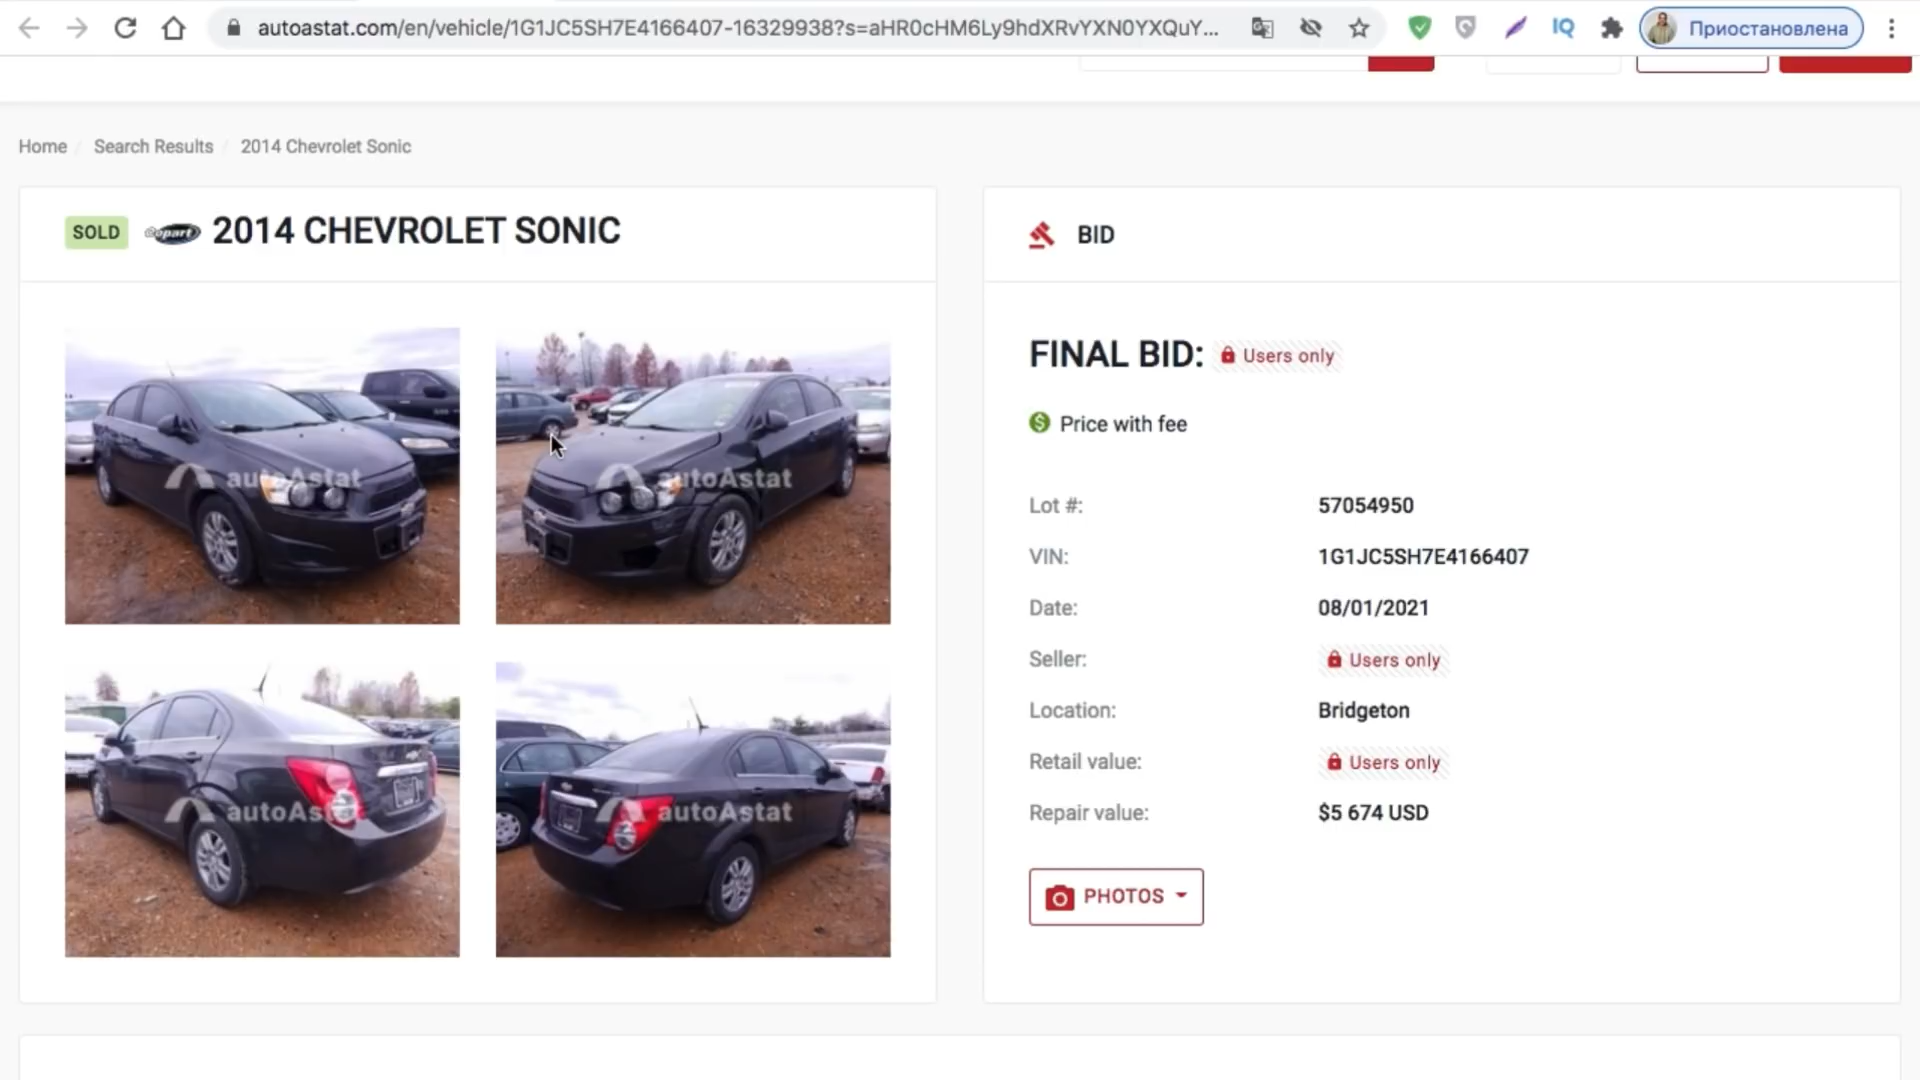 autoastat.com/en/vehicle/1G1JC5SH7E4166407-16329938?s=aHR0cHM6Ly9hdXRvYXN0YXQuY...
IQ
Приостановлена
Home / Search Results / 2014 Chevrolet Sonic
SOLD copart 2014 CHEVROLET SONIC
autoAstat
autoAstat
autoAstat
autoAstat
BID
FINAL BID: Users only
$ Price with fee
Lot #: 57054950
VIN: 1G1JC5SH7E4166407
Date: 08/01/2021
Seller: Users only
Location: Bridgeton
Retail value: Users only
Repair value: $5 674 USD
PHOTOS